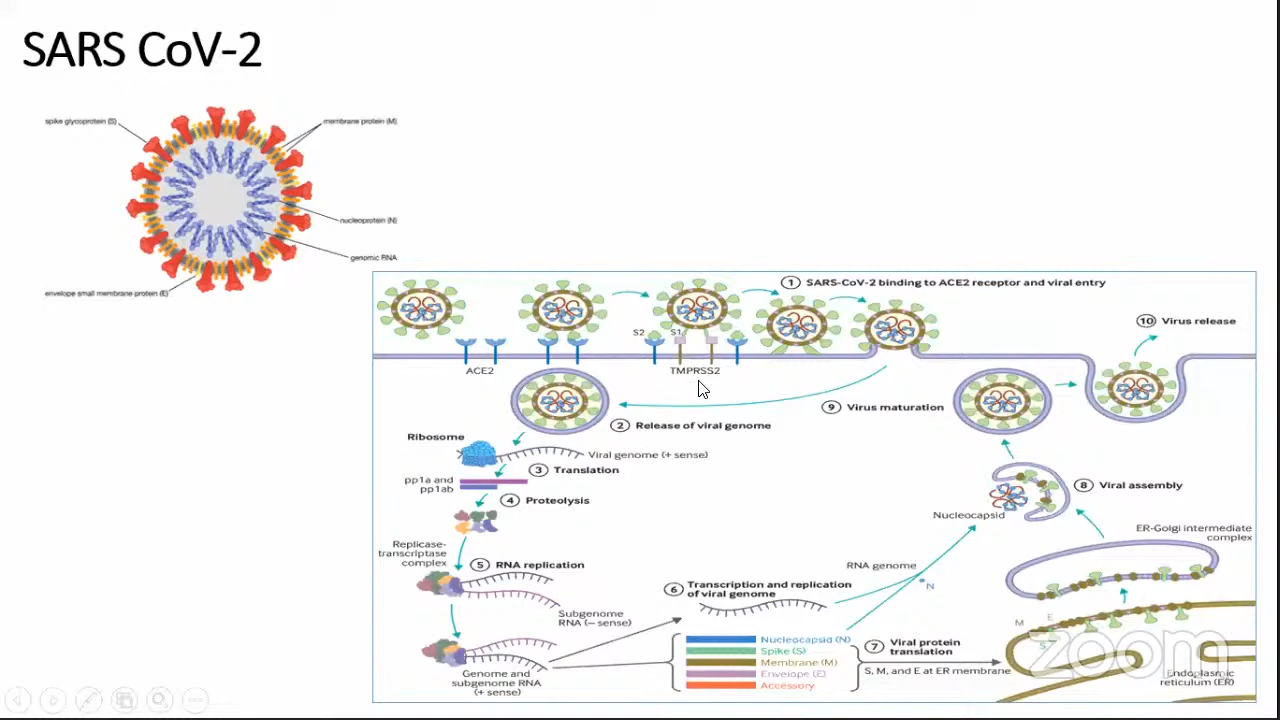 SARS CoV-2
spike glycoprotein (S)
membrane protein (M)
nucleoprotein (N)
genomic RNA
envelope small membrane protein (E)
1 SARS-CoV-2 binding to ACE2 receptor and viral entry
10 Virus release
S2
S1
ACE2
TMPRSS2
9 Virus maturation
2 Release of viral genome
Ribosome
Viral genome (+ sense)
3 Translation
pp1a and
pp1ab
4 Proteolysis
8 Viral assembly
Nucleocapsid
ER-Golgi intermediate
complex
Replicase-
transcriptase
complex
5 RNA replication
RNA genome
6 Transcription and replication
of viral genome
N
Subgenome
RNA (– sense)
M
E
S
Nucleocapsid (N)
Spike (S)
Membrane (M)
Envelope (E)
Accessory
7 Viral protein
translation
S, M, and E at ER membrane
Genome and
subgenome RNA
(+ sense)
Endoplasmic
reticulum (ER)
zoom